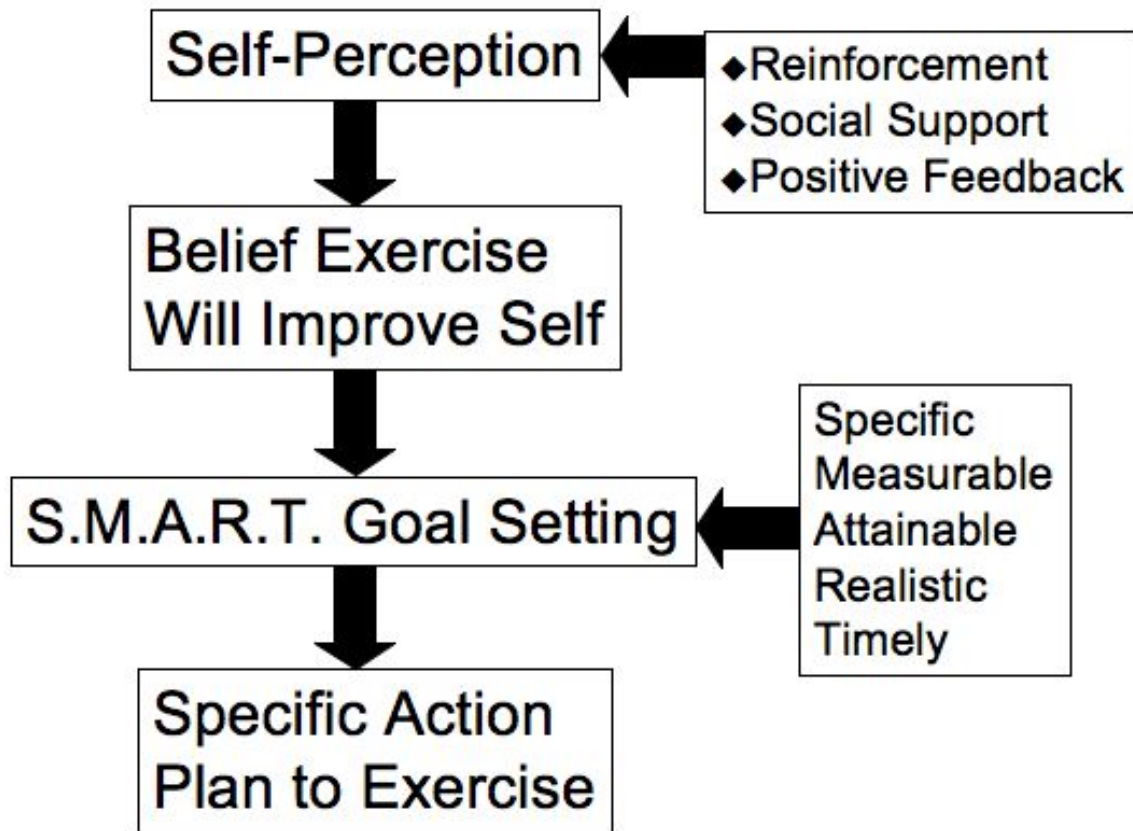 Self-Perception
◆Reinforcement
◆Social Support
◆Positive Feedback
Belief Exercise
Will Improve Self
S.M.A.R.T. Goal Setting
Specific
Measurable
Attainable
Realistic
Timely
Specific Action
Plan to Exercise